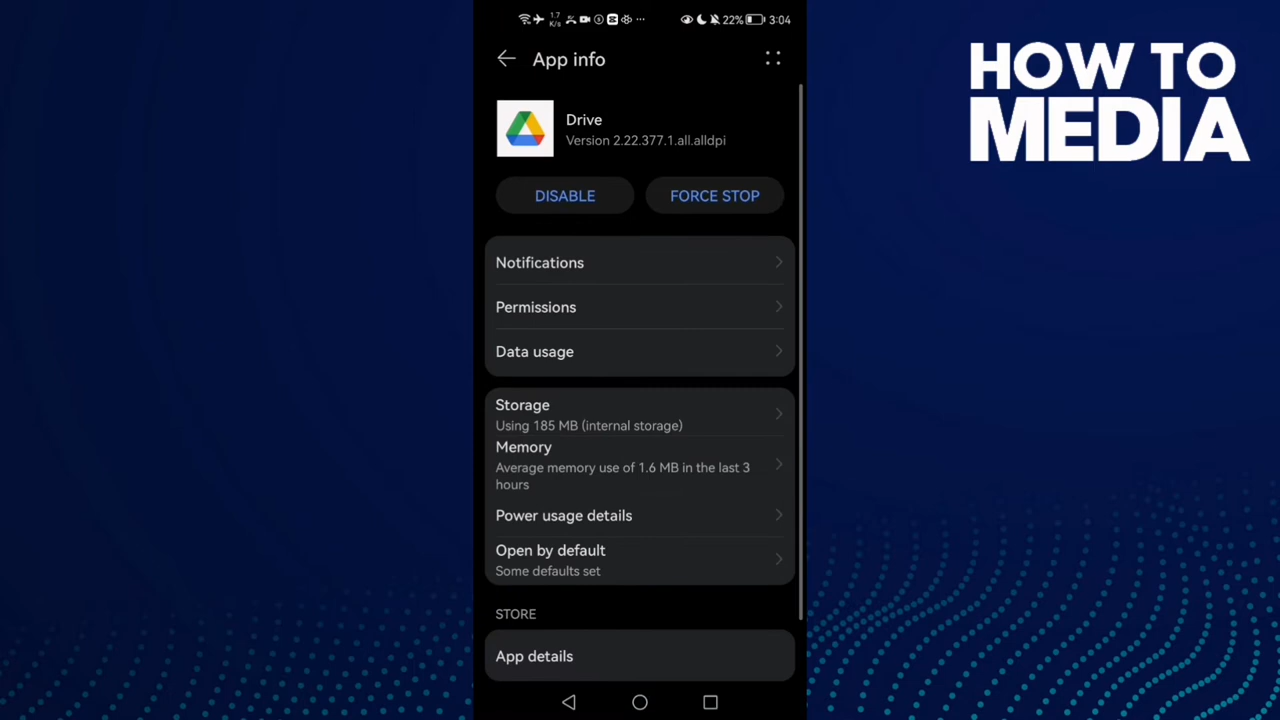 1.7
K/s
22%
3:04
App info
Drive
Version 2.22.377.1.all.alldpi
DISABLE
FORCE STOP
Notifications
Permissions
Data usage
Storage
Using 185 MB (internal storage)
Memory
Average memory use of 1.6 MB in the last 3
hours
Power usage details
Open by default
Some defaults set
STORE
App details
HOW TO
MEDIA